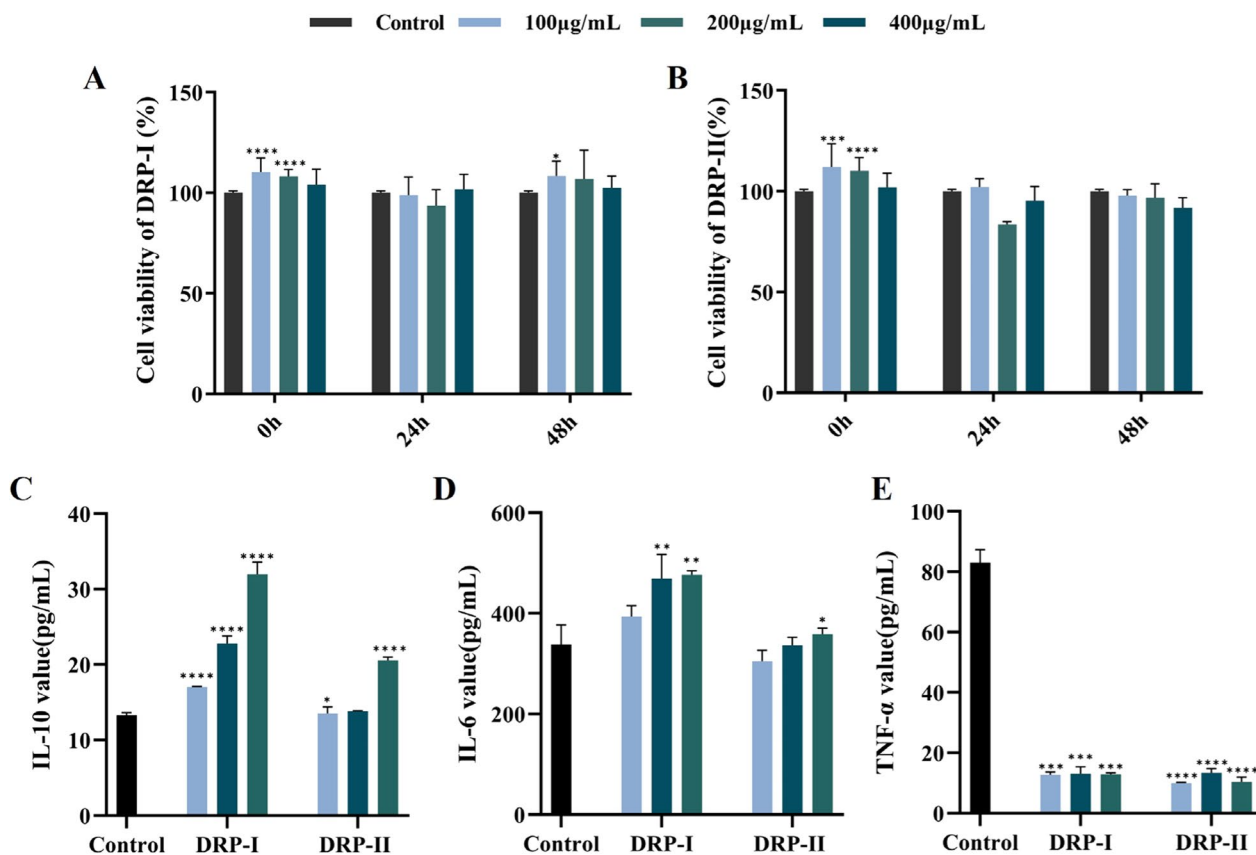 Control 100μg/mL 200μg/mL 400μg/mL
A
Cell viability of DRP-I (%)
150
100
50
0
**** ****
*
0h 24h 48h
B
Cell viability of DRP-II(%)
150
100
50
0
*** ****
0h 24h 48h
C
IL-10 value(pg/mL)
40
30
20
10
0
****
****
****
*
****
Control DRP-I DRP-II
D
IL-6 value(pg/mL)
600
400
200
0
**
**
*
Control DRP-I DRP-II
E
TNF-α value(pg/mL)
100
80
60
40
20
0
*** *** ***
**** **** ****
Control DRP-I DRP-II